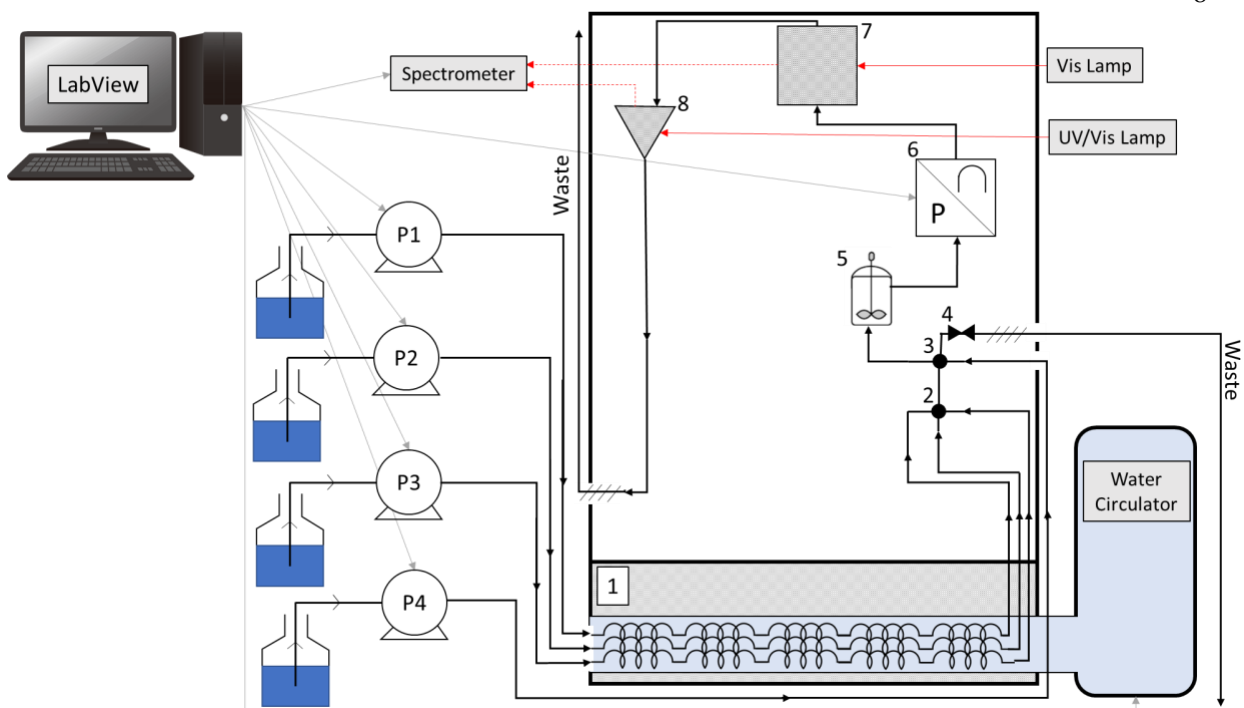 LabView
Spectrometer
7
Vis Lamp
8
UV/Vis Lamp
Waste
6
P
P1
5
4
Waste
3
P2
2
Water
Circulator
P3
1
P4